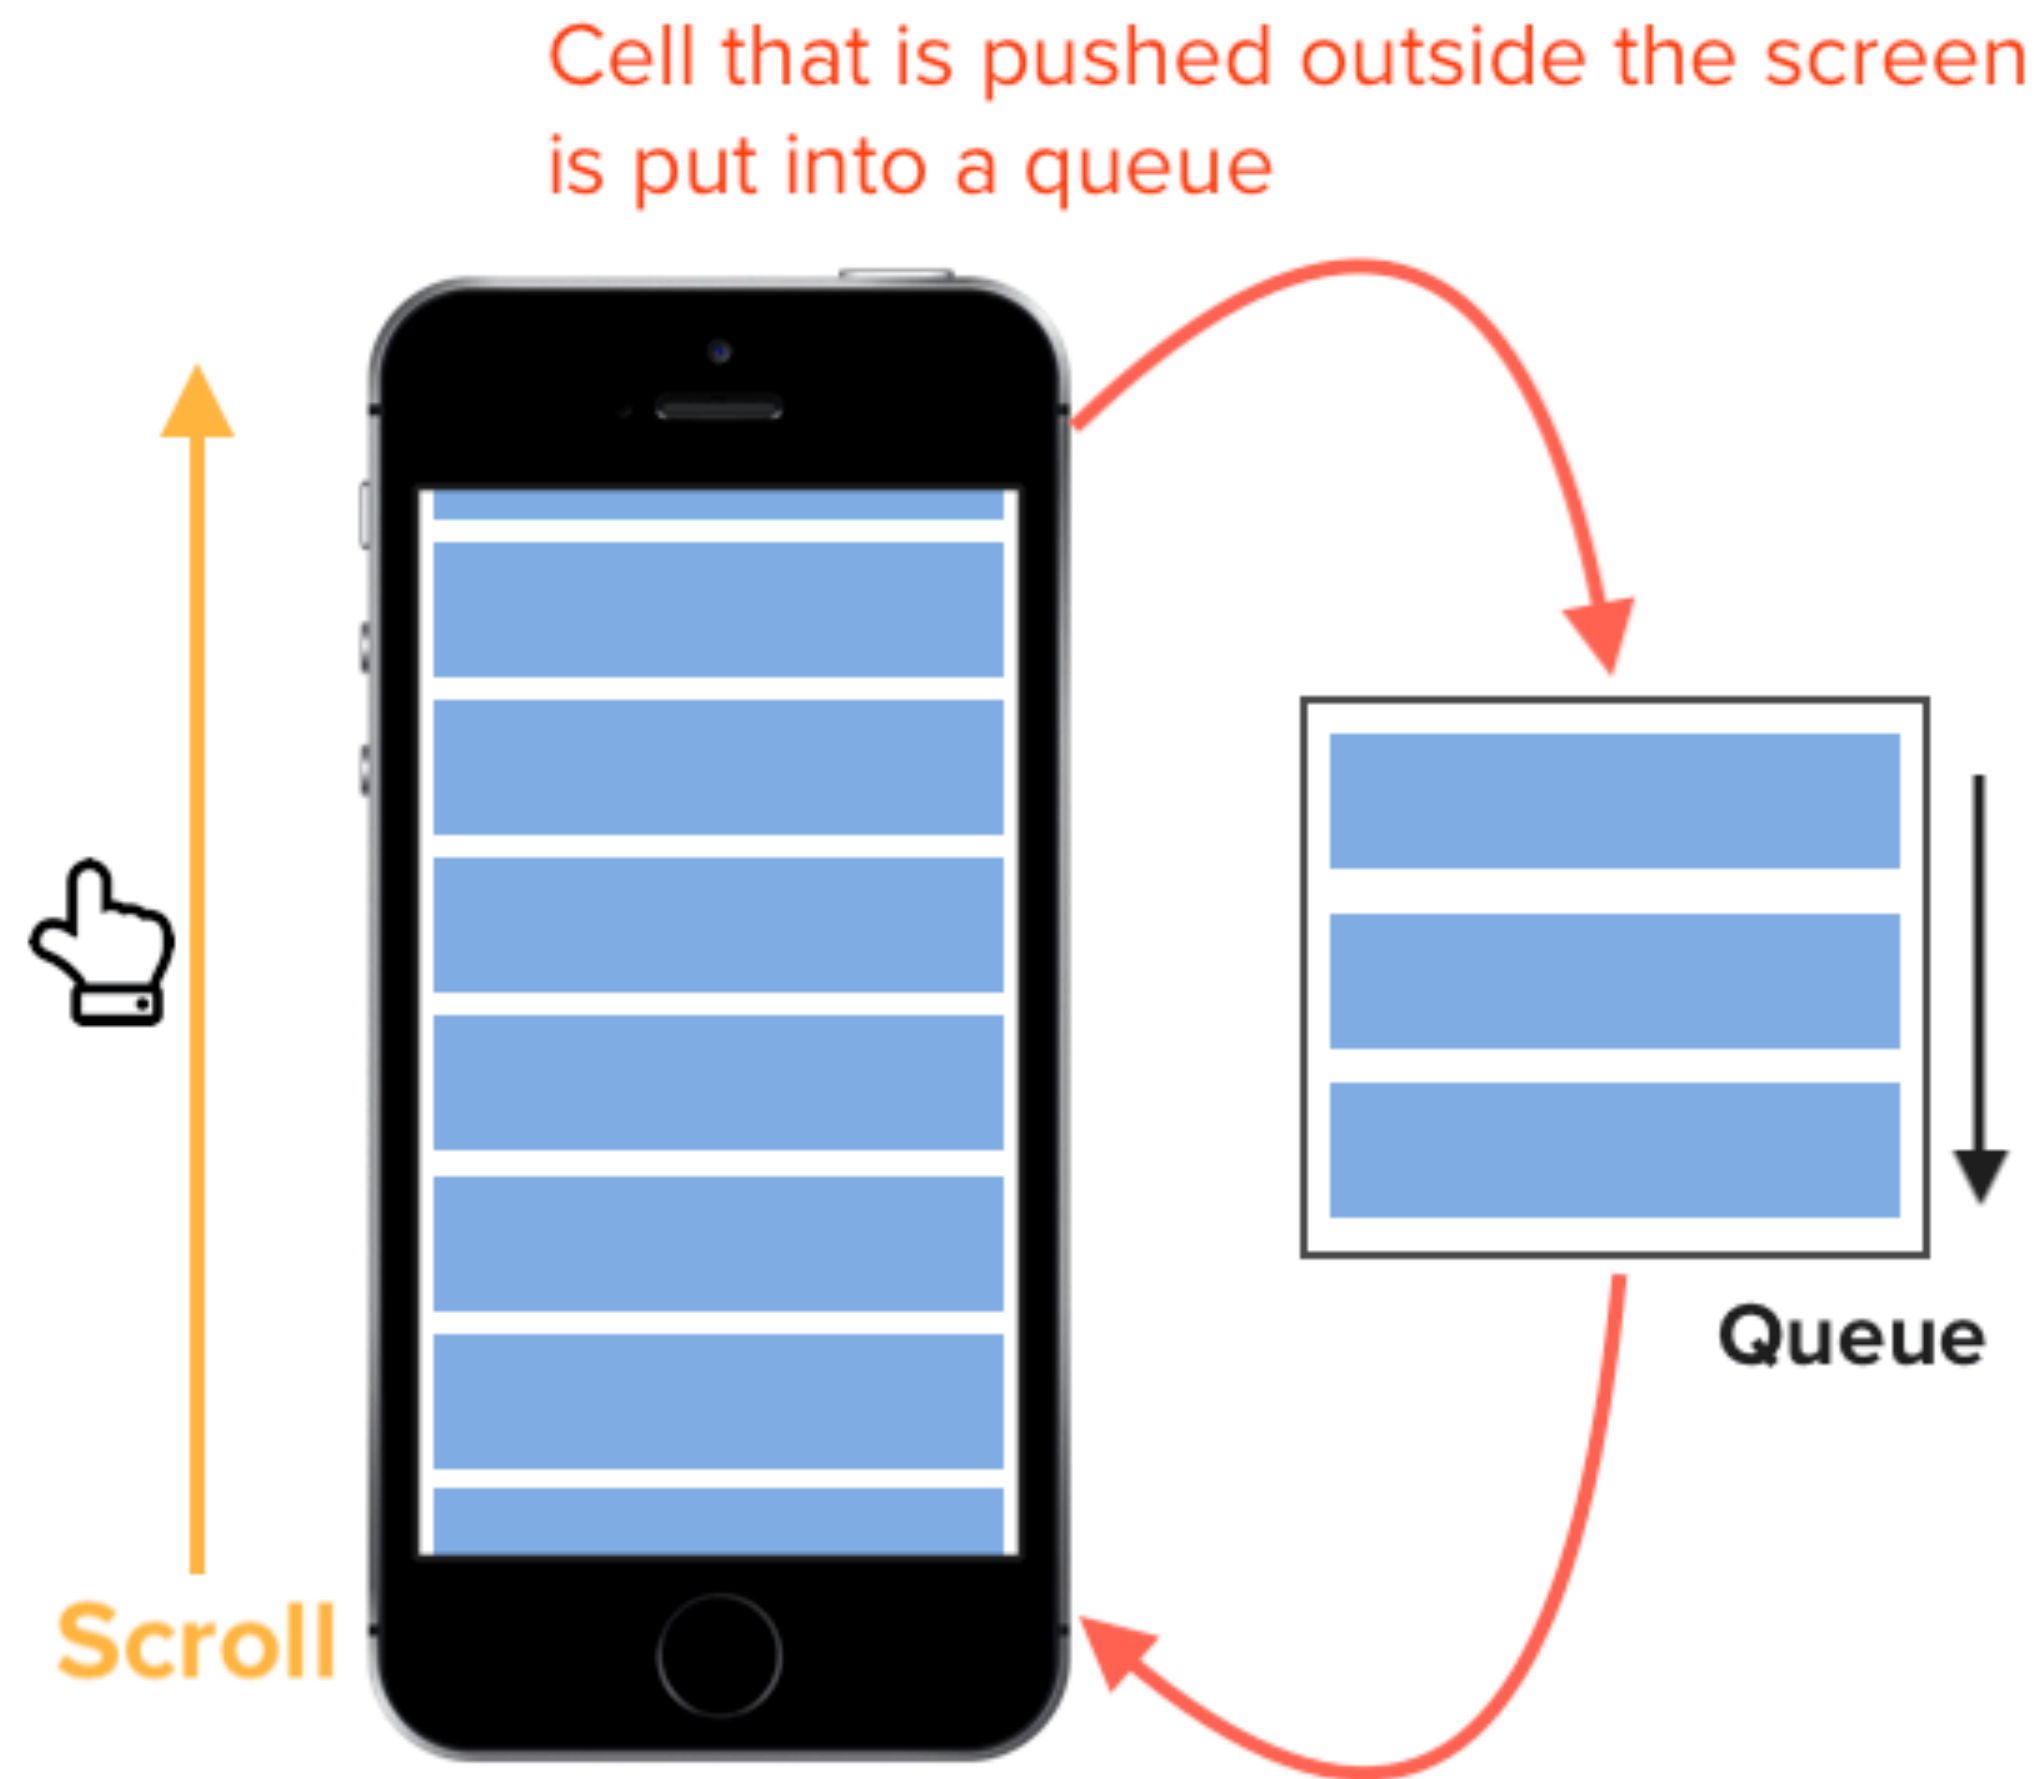 Cell that is pushed outside the screen
is put into a queue
Queue
Scroll